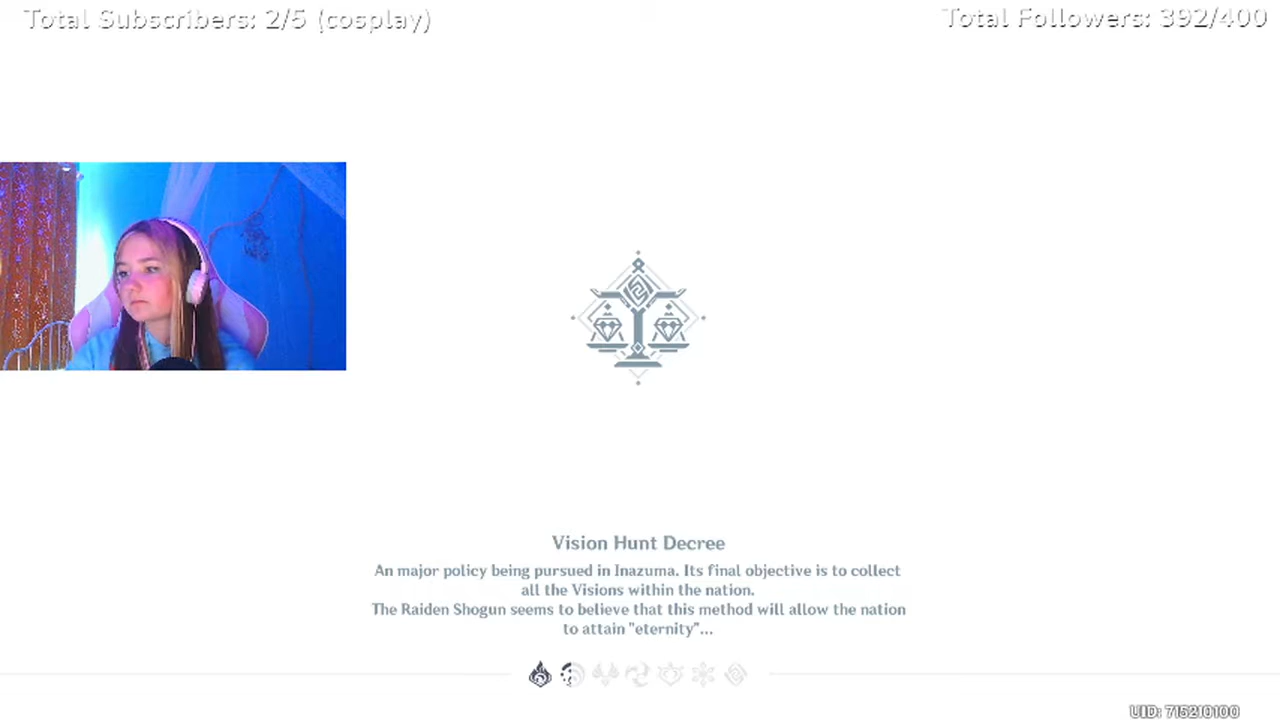 Total Subscribers: 2/5 (cosplay)
Total Followers: 392/400
Vision Hunt Decree
An major policy being pursued in Inazuma. Its final objective is to collect
all the Visions within the nation.
The Raiden Shogun seems to believe that this method will allow the nation
to attain "eternity"...
UID: 715210100